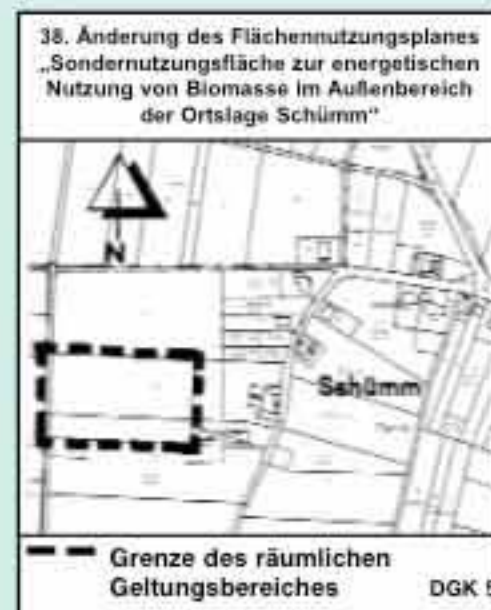 38. Änderung des Flächennutzungsplanes
„Sondernutzungsfläche zur energetischen
Nutzung von Biomasse im Außenbereich
der Ortslage Schümm“
N
Schümm
Grenze des räumlichen
Geltungsbereiches DGK 5